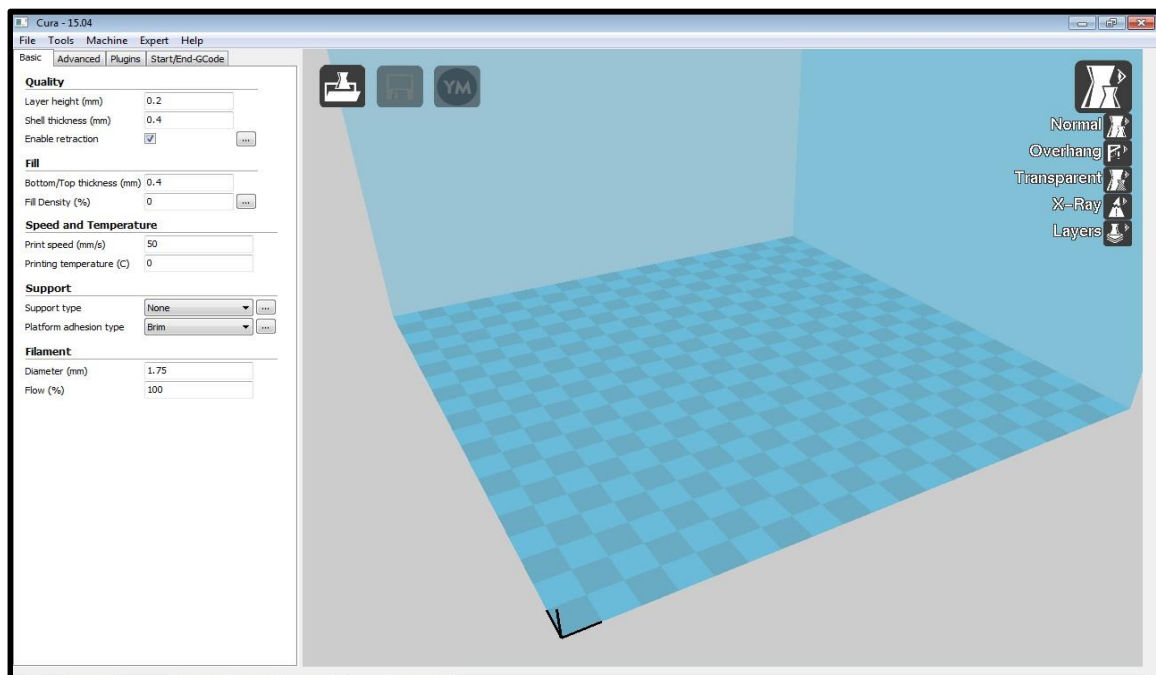 Cura - 15.04
File Tools Machine Expert Help
Basic Advanced Plugins Start/End-GCode
Quality
Layer height (mm) 0.2
Shell thickness (mm) 0.4
Enable retraction ...
Fill
Bottom/Top thickness (mm) 0.4
Fill Density (%) 0 ...
Speed and Temperature
Print speed (mm/s) 50
Printing temperature (C) 0
Support
Support type None ...
Platform adhesion type Brim ...
Filament
Diameter (mm) 1.75
Flow (%) 100
YM
Normal
Overhang
Transparent
X-Ray
Layers